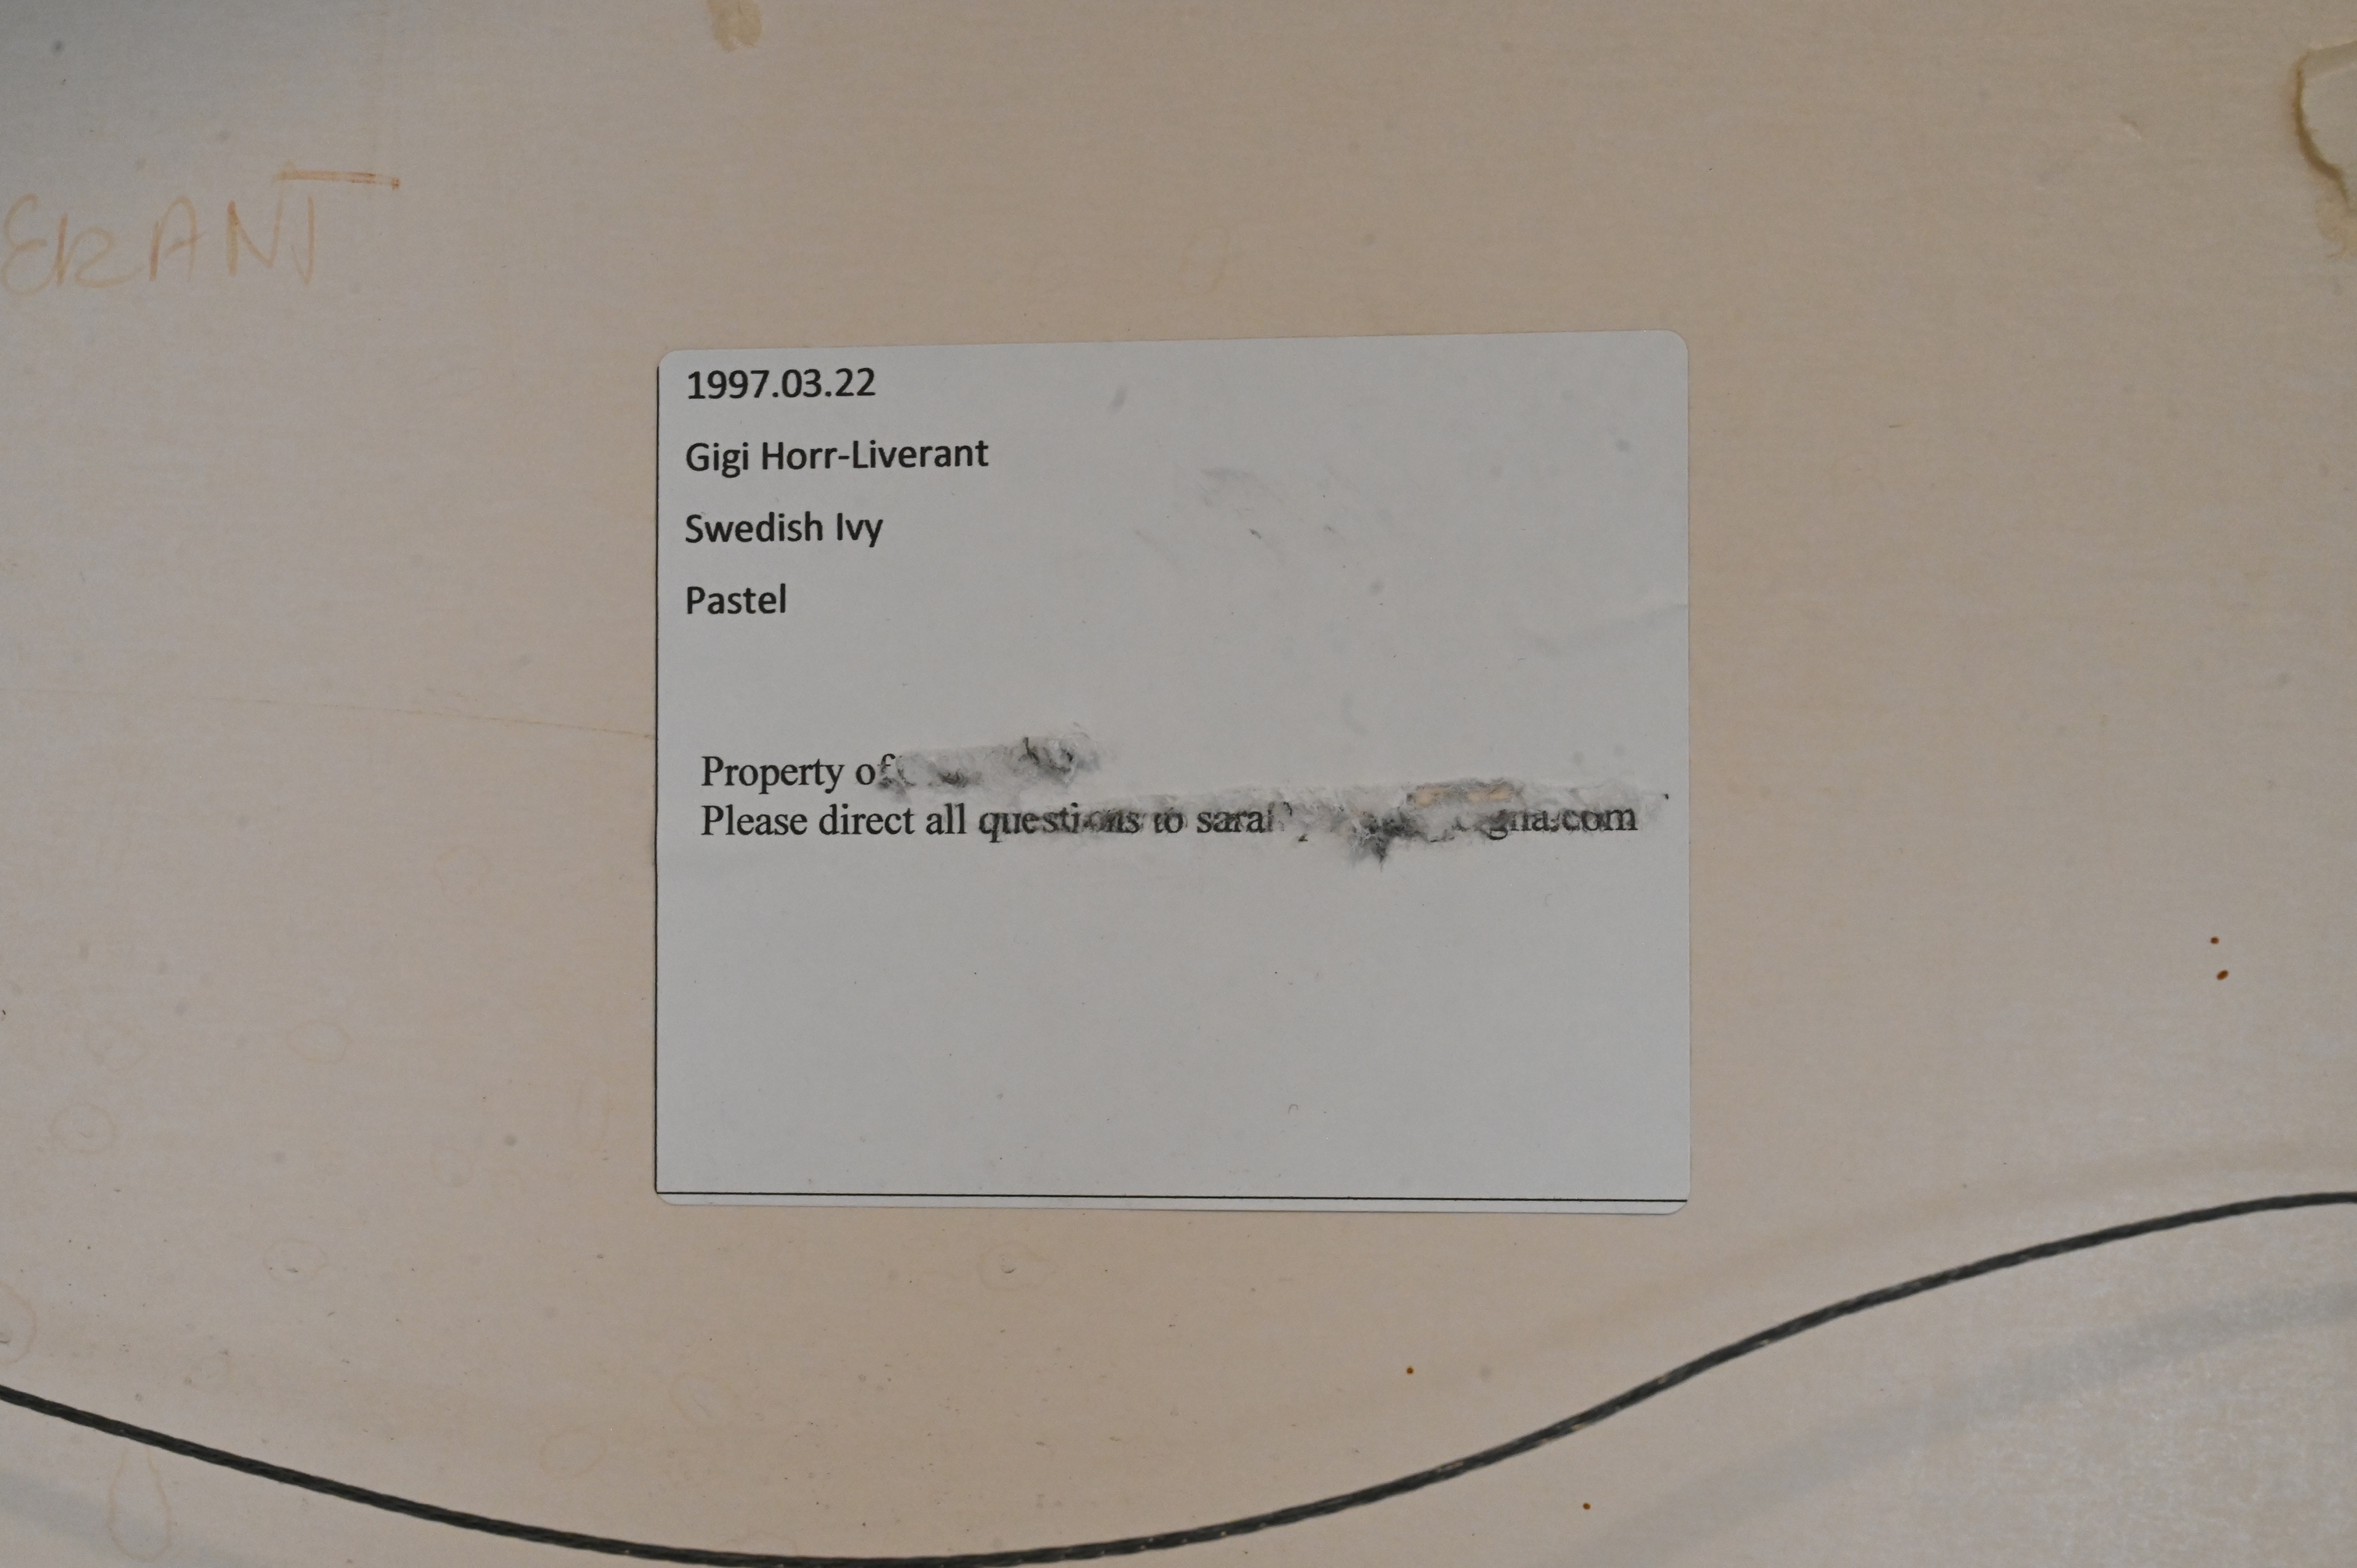 ERANT
1997.03.22
Gigi Horr-Liverant
Swedish Ivy
Pastel
Property of
Please direct all questions to